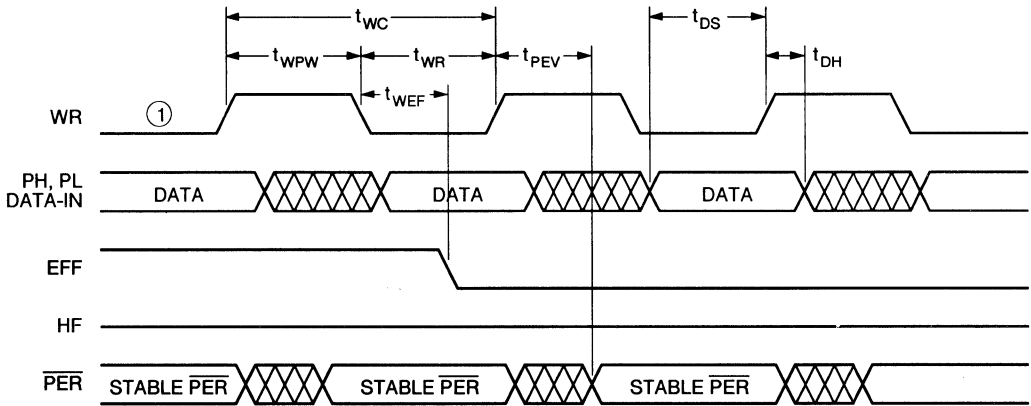 tWC
tDS
tWPW
tWR
tPEV
tDH
tWEF
WR
1
PH, PL
DATA-IN
DATA
DATA
DATA
EFF
HF
PER
STABLE PER
STABLE PER
STABLE PER